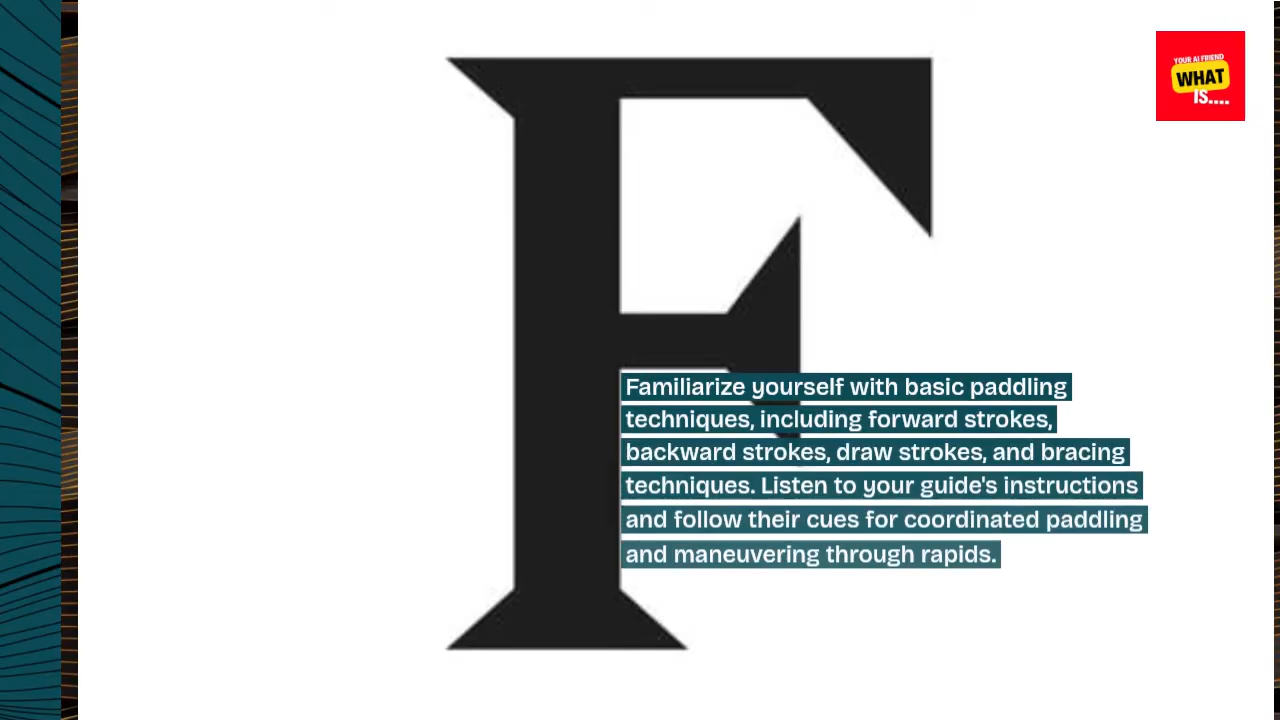 YOUR AI FRIEND
WHAT
IS....
F
Familiarize yourself with basic paddling
techniques, including forward strokes,
backward strokes, draw strokes, and bracing
techniques. Listen to your guide's instructions
and follow their cues for coordinated paddling
and maneuvering through rapids.